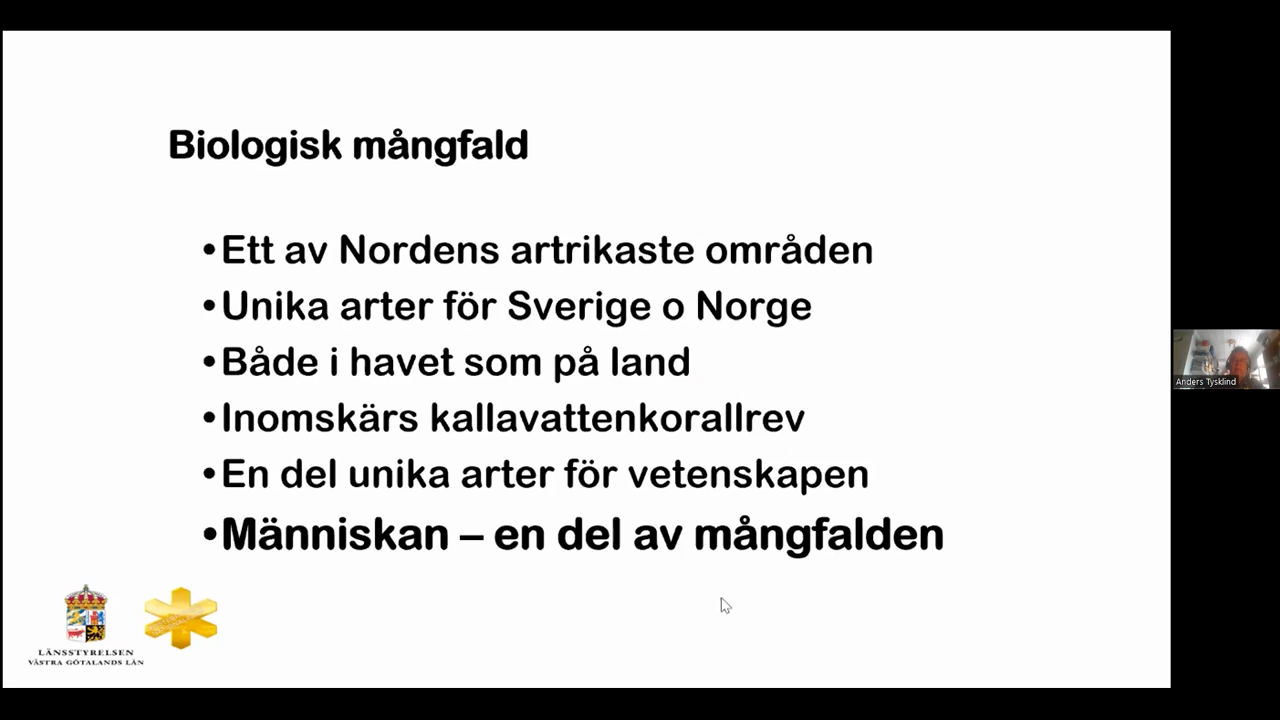 Biologisk mångfald
•Ett av Nordens artrikaste områden
•Unika arter för Sverige o Norge
•Både i havet som på land
•Inomskärs kallavattenkorallrev
•En del unika arter för vetenskapen
•Människan – en del av mångfalden
LÄNSSTYRELSEN
VÄSTRA GÖTALANDS LÄN
Anders Tysklind